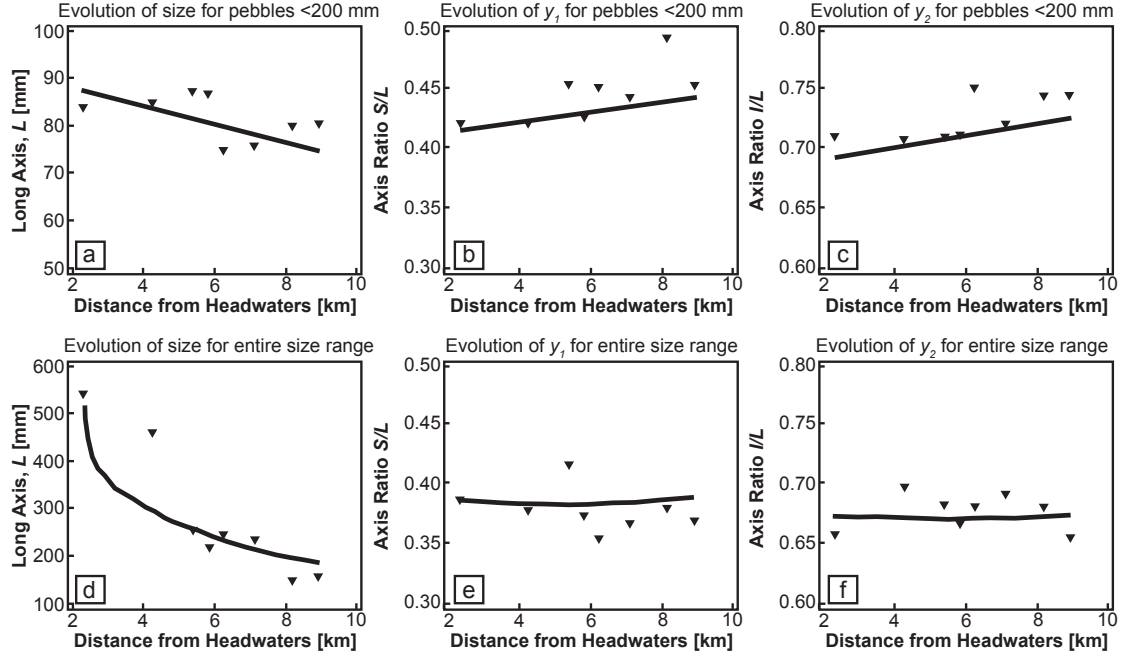 Evolution of size for pebbles <200 mm
Long Axis, L [mm]
100
90
80
70
60
50
a
2 4 6 8 10
Distance from Headwaters [km]
Evolution of y1 for pebbles <200 mm
Axis Ratio S/L
0.50
0.45
0.40
0.35
0.30
b
2 4 6 8 10
Distance from Headwaters [km]
Evolution of y2 for pebbles <200 mm
Axis Ratio I/L
0.80
0.75
0.70
0.65
0.60
c
2 4 6 8 10
Distance from Headwaters [km]
Evolution of size for entire size range
Long Axis, L [mm]
600
500
400
300
200
100
d
2 4 6 8 10
Distance from Headwaters [km]
Evolution of y1 for entire size range
Axis Ratio S/L
0.50
0.45
0.40
0.35
0.30
e
2 4 6 8 10
Distance from Headwaters [km]
Evolution of y2 for entire size range
Axis Ratio I/L
0.80
0.75
0.70
0.65
0.60
f
2 4 6 8 10
Distance from Headwaters [km]